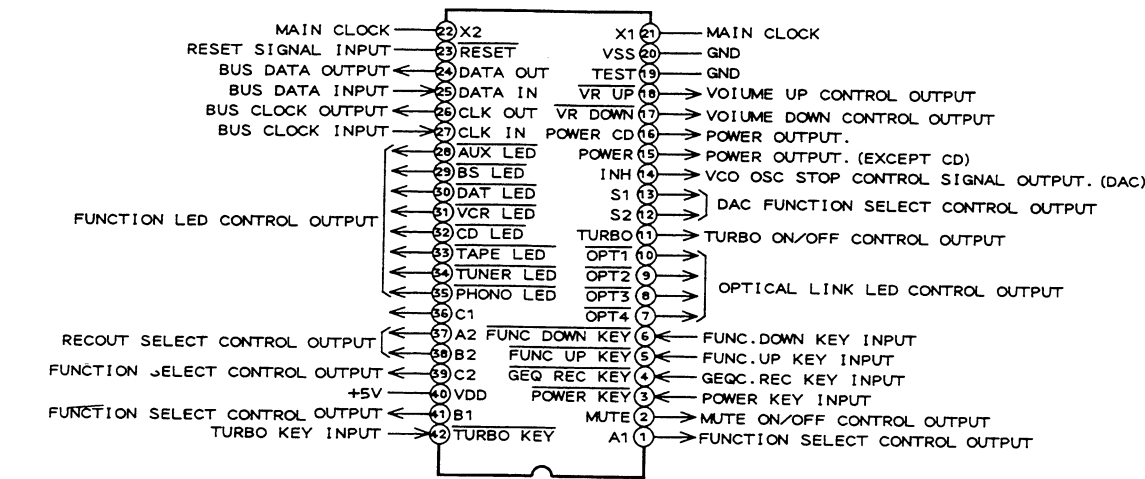 MAIN CLOCK 22 X2 X1 21 MAIN CLOCK
RESET SIGNAL INPUT 23 RESET VSS 20 GND
BUS DATA OUTPUT 24 DATA OUT TEST 19 GND
BUS DATA INPUT 25 DATA IN VR UP 18 VOIUME UP CONTROL OUTPUT
BUS CLOCK OUTPUT 26 CLK OUT VR DOWN 17 VOIUME DOWN CONTROL OUTPUT
BUS CLOCK INPUT 27 CLK IN POWER CD 16 POWER OUTPUT.
28 AUX LED POWER 15 POWER OUTPUT. (EXCEPT CD)
29 BS LED INH 14 VCO OSC STOP CONTROL SIGNAL OUTPUT. (DAC)
30 DAT LED S1 13
FUNCTION LED CONTROL OUTPUT 31 VCR LED S2 12 DAC FUNCTION SELECT CONTROL OUTPUT
32 CD LED TURBO 11 TURBO ON/OFF CONTROL OUTPUT
33 TAPE LED OPT1 10
34 TUNER LED OPT2 9
35 PHONO LED OPT3 8 OPTICAL LINK LED CONTROL OUTPUT
36 C1 OPT4 7
37 A2 FUNC DOWN KEY 6 FUNC.DOWN KEY INPUT
RECOUT SELECT CONTROL OUTPUT 38 B2 FUNC UP KEY 5 FUNC.UP KEY INPUT
FUNCTION SELECT CONTROL OUTPUT 39 C2 GEQ REC KEY 4 GEQC.REC KEY INPUT
+5V 40 VDD POWER KEY 3 POWER KEY INPUT
FUNCTION SELECT CONTROL OUTPUT 41 B1 MUTE 2 MUTE ON/OFF CONTROL OUTPUT
TURBO KEY INPUT 42 TURBO KEY A1 1 FUNCTION SELECT CONTROL OUTPUT